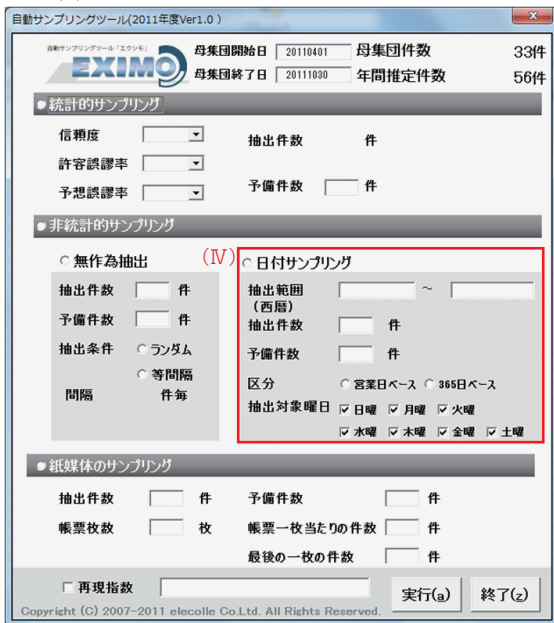 自動サンプリングツール(2011年度Ver1.0 )
自動サンプリングツール「エクシモ」
EXIMO
母集団開始日 20110401 母集団件数 33件
母集団終了日 20111030 年間推定件数 56件
統計的サンプリング
信頼度 抽出件数 件
許容誤謬率
予想誤謬率 予備件数 件
非統計的サンプリング
無作為抽出 (Ⅳ) 日付サンプリング
抽出件数 件 抽出範囲 ～
(西暦)
予備件数 件 抽出件数 件
抽出条件 ランダム 予備件数 件
等間隔 区分 営業日ベース 365日ベース
間隔 件毎 抽出対象曜日 日曜 月曜 火曜
水曜 木曜 金曜 土曜
紙媒体のサンプリング
抽出件数 件 予備件数 件
帳票枚数 枚 帳票一枚当たりの件数 件
最後の一枚の件数 件
再現指数 実行(a) 終了(z)
Copyright (C) 2007-2011 elecolle Co.Ltd. All Rights Reserved.